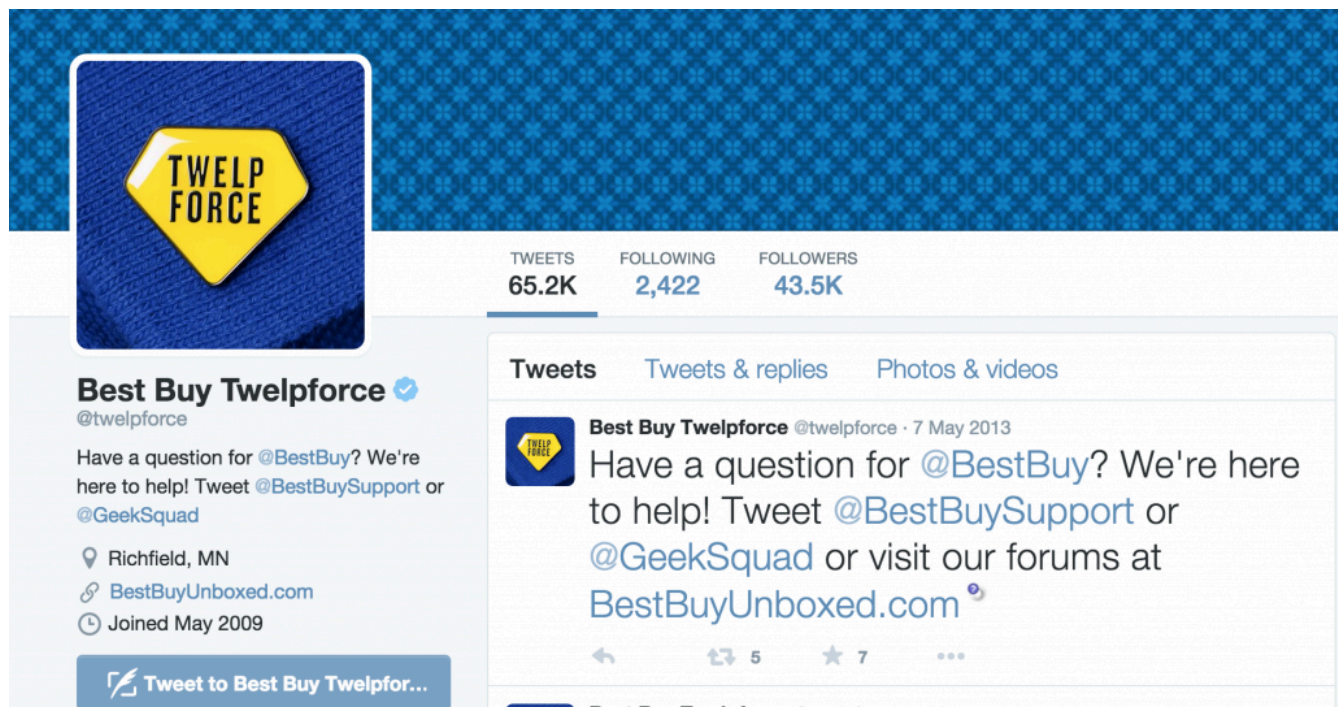 TWELP
FORCE
TWEETS
65.2K
FOLLOWING
2,422
FOLLOWERS
43.5K
Best Buy Twelpforce
@twelpforce
Have a question for @BestBuy? We're
here to help! Tweet @BestBuySupport or
@GeekSquad
Richfield, MN
BestBuyUnboxed.com
Joined May 2009
Tweet to Best Buy Twelpfor...
Tweets
Tweets & replies
Photos & videos
TWELP
FORCE
Best Buy Twelpforce @twelpforce · 7 May 2013
Have a question for @BestBuy? We're here
to help! Tweet @BestBuySupport or
@GeekSquad or visit our forums at
BestBuyUnboxed.com
5
7